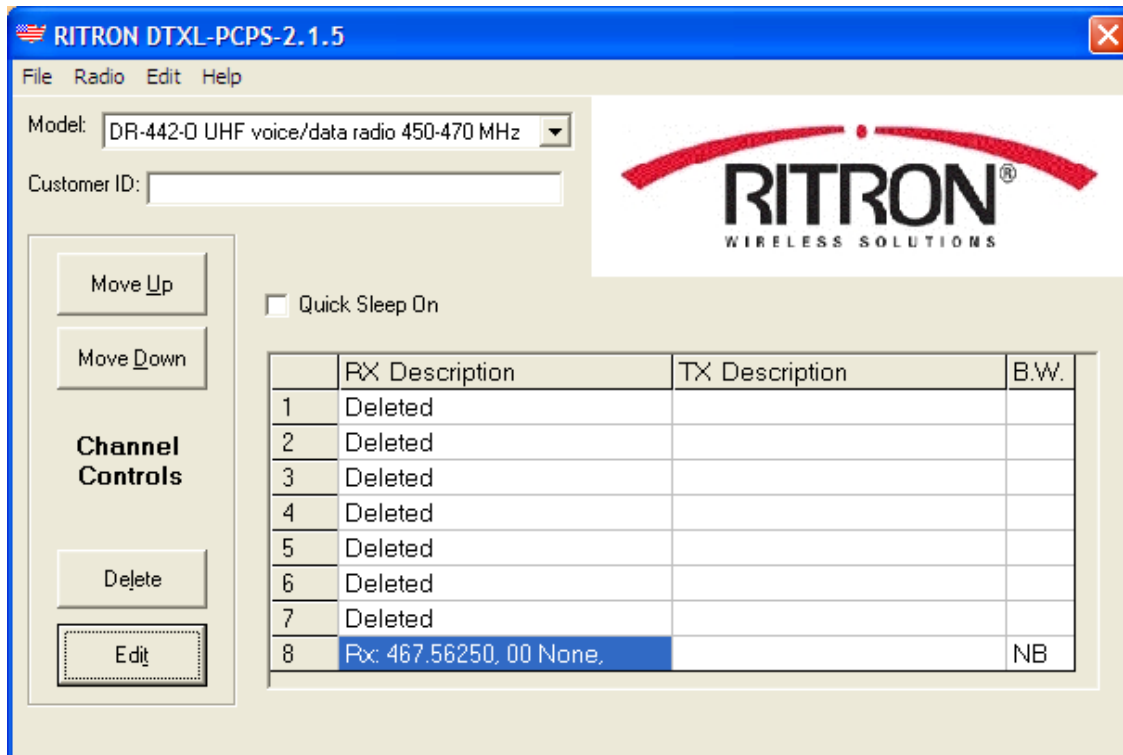 RITRON DTXL-PCPS-2.1.5
File Radio Edit Help
Model: DR-442-O UHF voice/data radio 450-470 MHz
Customer ID:
RITRON®
WIRELESS SOLUTIONS
Move Up
Move Down
Channel
Controls
Delete
Edit
Quick Sleep On
RX Description TX Description B.W.
1 Deleted
2 Deleted
3 Deleted
4 Deleted
5 Deleted
6 Deleted
7 Deleted
8 Rx: 467.56250, 00 None, NB